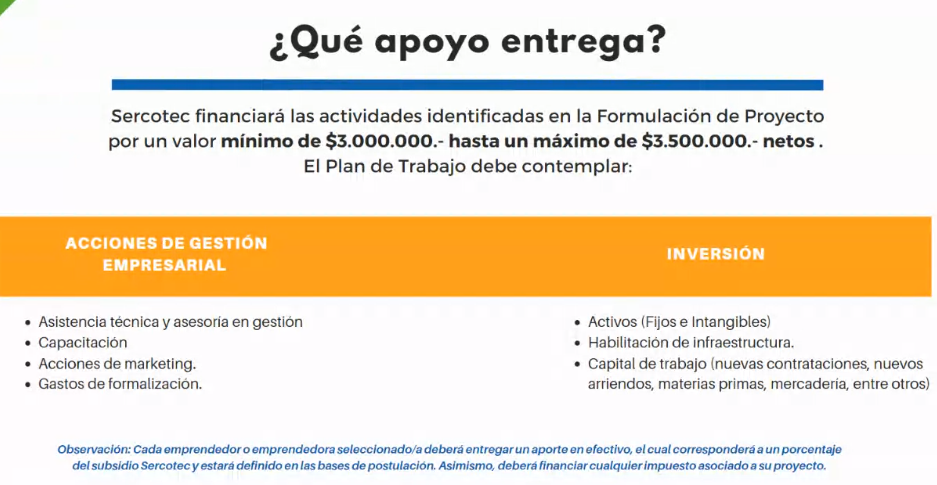 ¿Qué apoyo entrega?
Sercotec financiará las actividades identificadas en la Formulación de Proyecto
por un valor mínimo de $3.000.000.- hasta un máximo de $3.500.000.- netos .
El Plan de Trabajo debe contemplar:
ACCIONES DE GESTIÓN
EMPRESARIAL
• Asistencia técnica y asesoría en gestión
• Capacitación
• Acciones de marketing.
• Gastos de formalización.
INVERSIÓN
• Activos (Fijos e Intangibles)
• Habilitación de infraestructura.
• Capital de trabajo (nuevas contrataciones, nuevos
arriendos, materias primas, mercadería, entre otros)
Observación: Cada emprendedor o emprendedora seleccionado/a deberá entregar un aporte en efectivo, el cual corresponderá a un porcentaje
del subsidio Sercotec y estará definido en las bases de postulación. Asimismo, deberá financiar cualquier impuesto asociado a su proyecto.